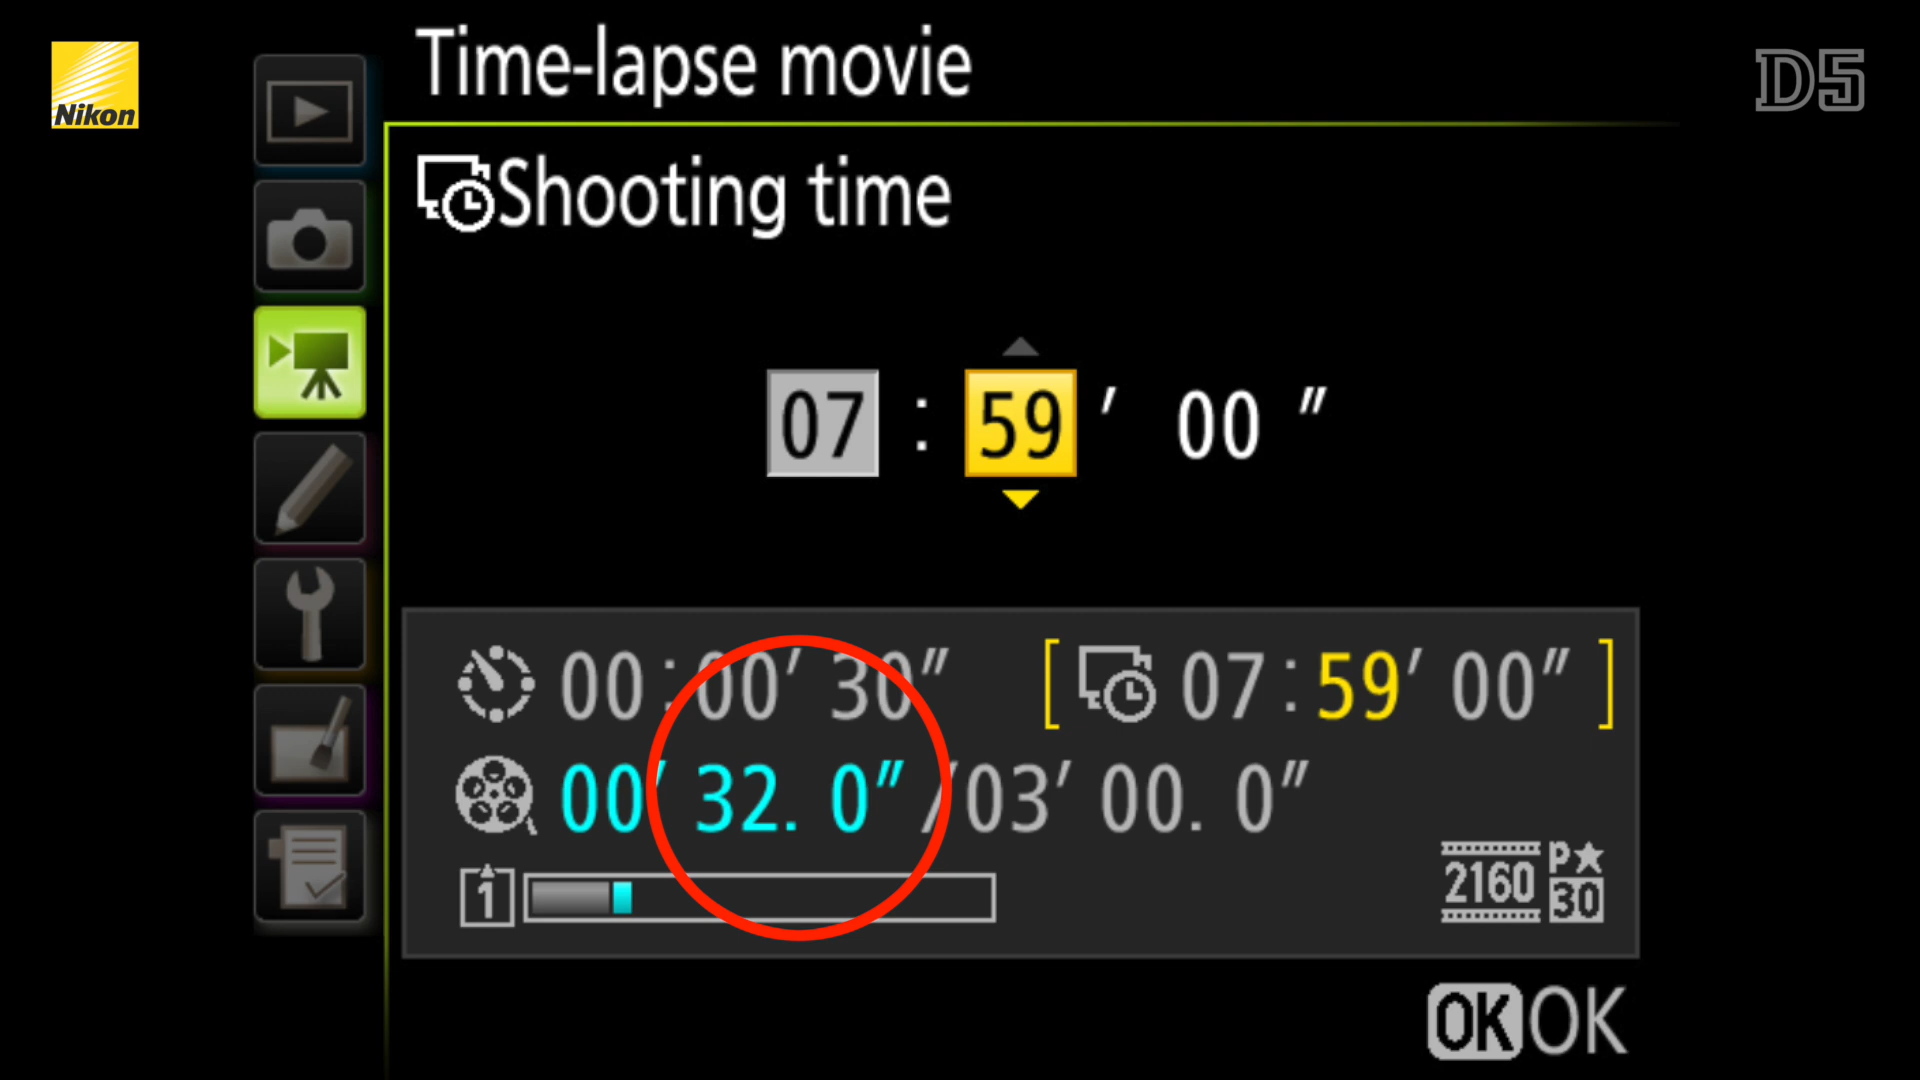 Nikon
Time-lapse movie
D5
Shooting time
07 : 59 ′ 00 ″
00:00′ 30″ [ 07:59′ 00″ ]
00′ 32. 0″ /03′ 00. 0″
1
2160 P★ 30
OK OK